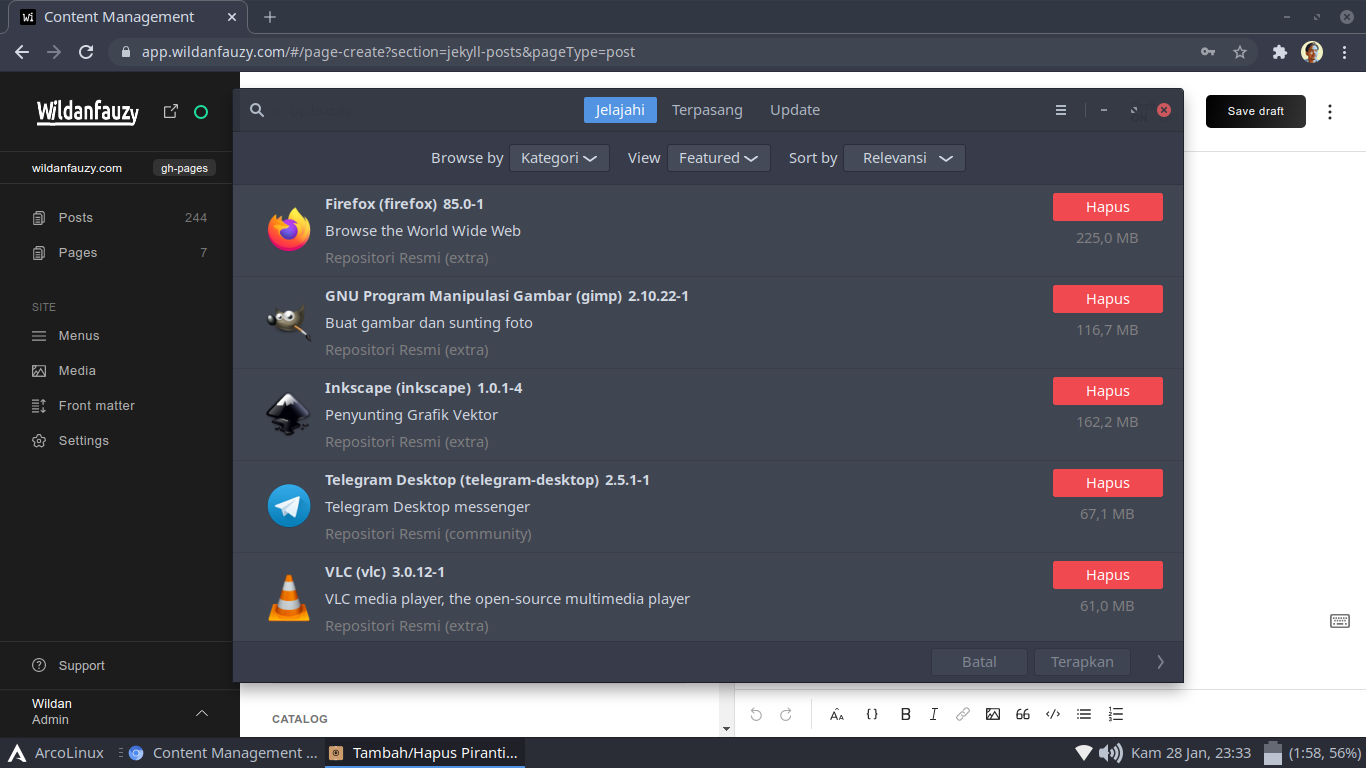 Content Management
app.wildanfauzy.com/#/page-create?section=jekyll-posts&pageType=post
Wildanfauzy
Save draft
wildanfauzy.com gh-pages
Posts 244
Pages 7
SITE
Menus
Media
Front matter
Settings
Support
Wildan
Admin
Jelajahi Terpasang Update
Browse by Kategori View Featured Sort by Relevansi
Firefox (firefox) 85.0-1
Browse the World Wide Web
Repositori Resmi (extra)
Hapus
225,0 MB
GNU Program Manipulasi Gambar (gimp) 2.10.22-1
Buat gambar dan sunting foto
Repositori Resmi (extra)
Hapus
116,7 MB
Inkscape (inkscape) 1.0.1-4
Penyunting Grafik Vektor
Repositori Resmi (extra)
Hapus
162,2 MB
Telegram Desktop (telegram-desktop) 2.5.1-1
Telegram Desktop messenger
Repositori Resmi (community)
Hapus
67,1 MB
VLC (vlc) 3.0.12-1
VLC media player, the open-source multimedia player
Repositori Resmi (extra)
Hapus
61,0 MB
Batal Terapkan
CATALOG
ArcoLinux Content Management ... Tambah/Hapus Piranti... Kam 28 Jan, 23:33 (1:58, 56%)